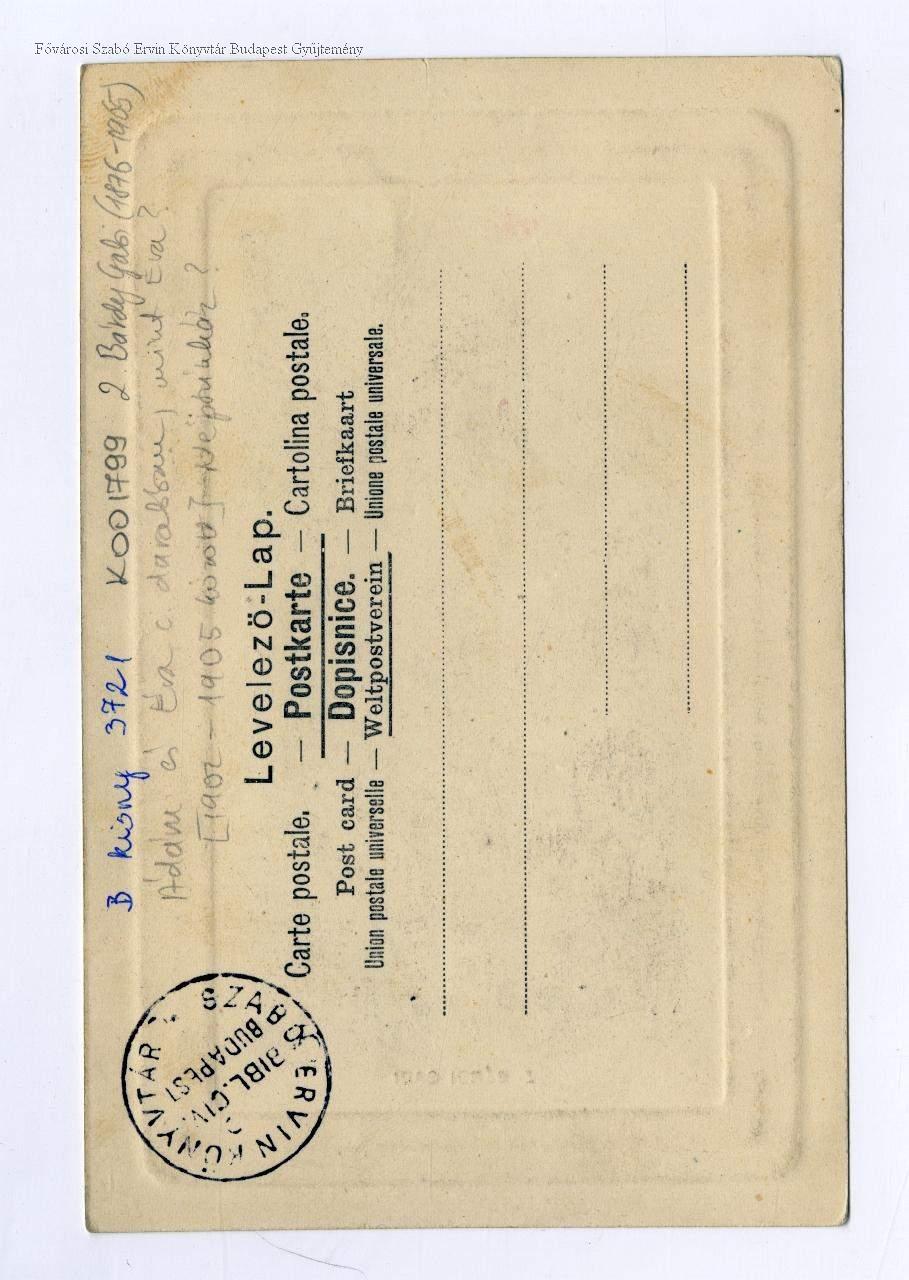 Fővárosi Szabó Ervin Könyvtár Budapest Gyűjtemény
B kisny 3721 K001799 2. Bárdy Gabi (1876-1905)
Ádám és Éva c. darabban, mint Éva?
[1902-1905 között] Népszínház?
Levelező-Lap.
Carte postale. — Postkarte — Cartolina postale.
Post card — Dopisnice. — Briefkaart
Union postale universelle — Weltpostverein — Unione postale universale.
SZABÓ ERVIN KÖNYVTÁR
BIBL. CIV.
BUDAPEST